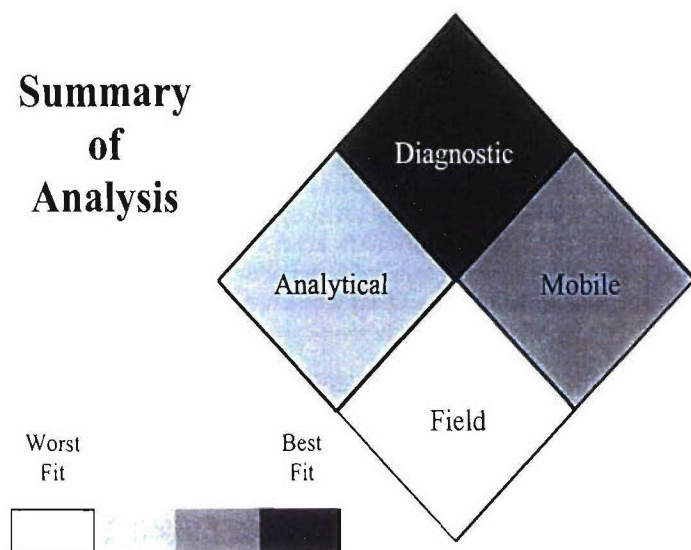 Summary
of
Analysis
Diagnostic
Analytical
Mobile
Field
Worst
Fit
Best
Fit